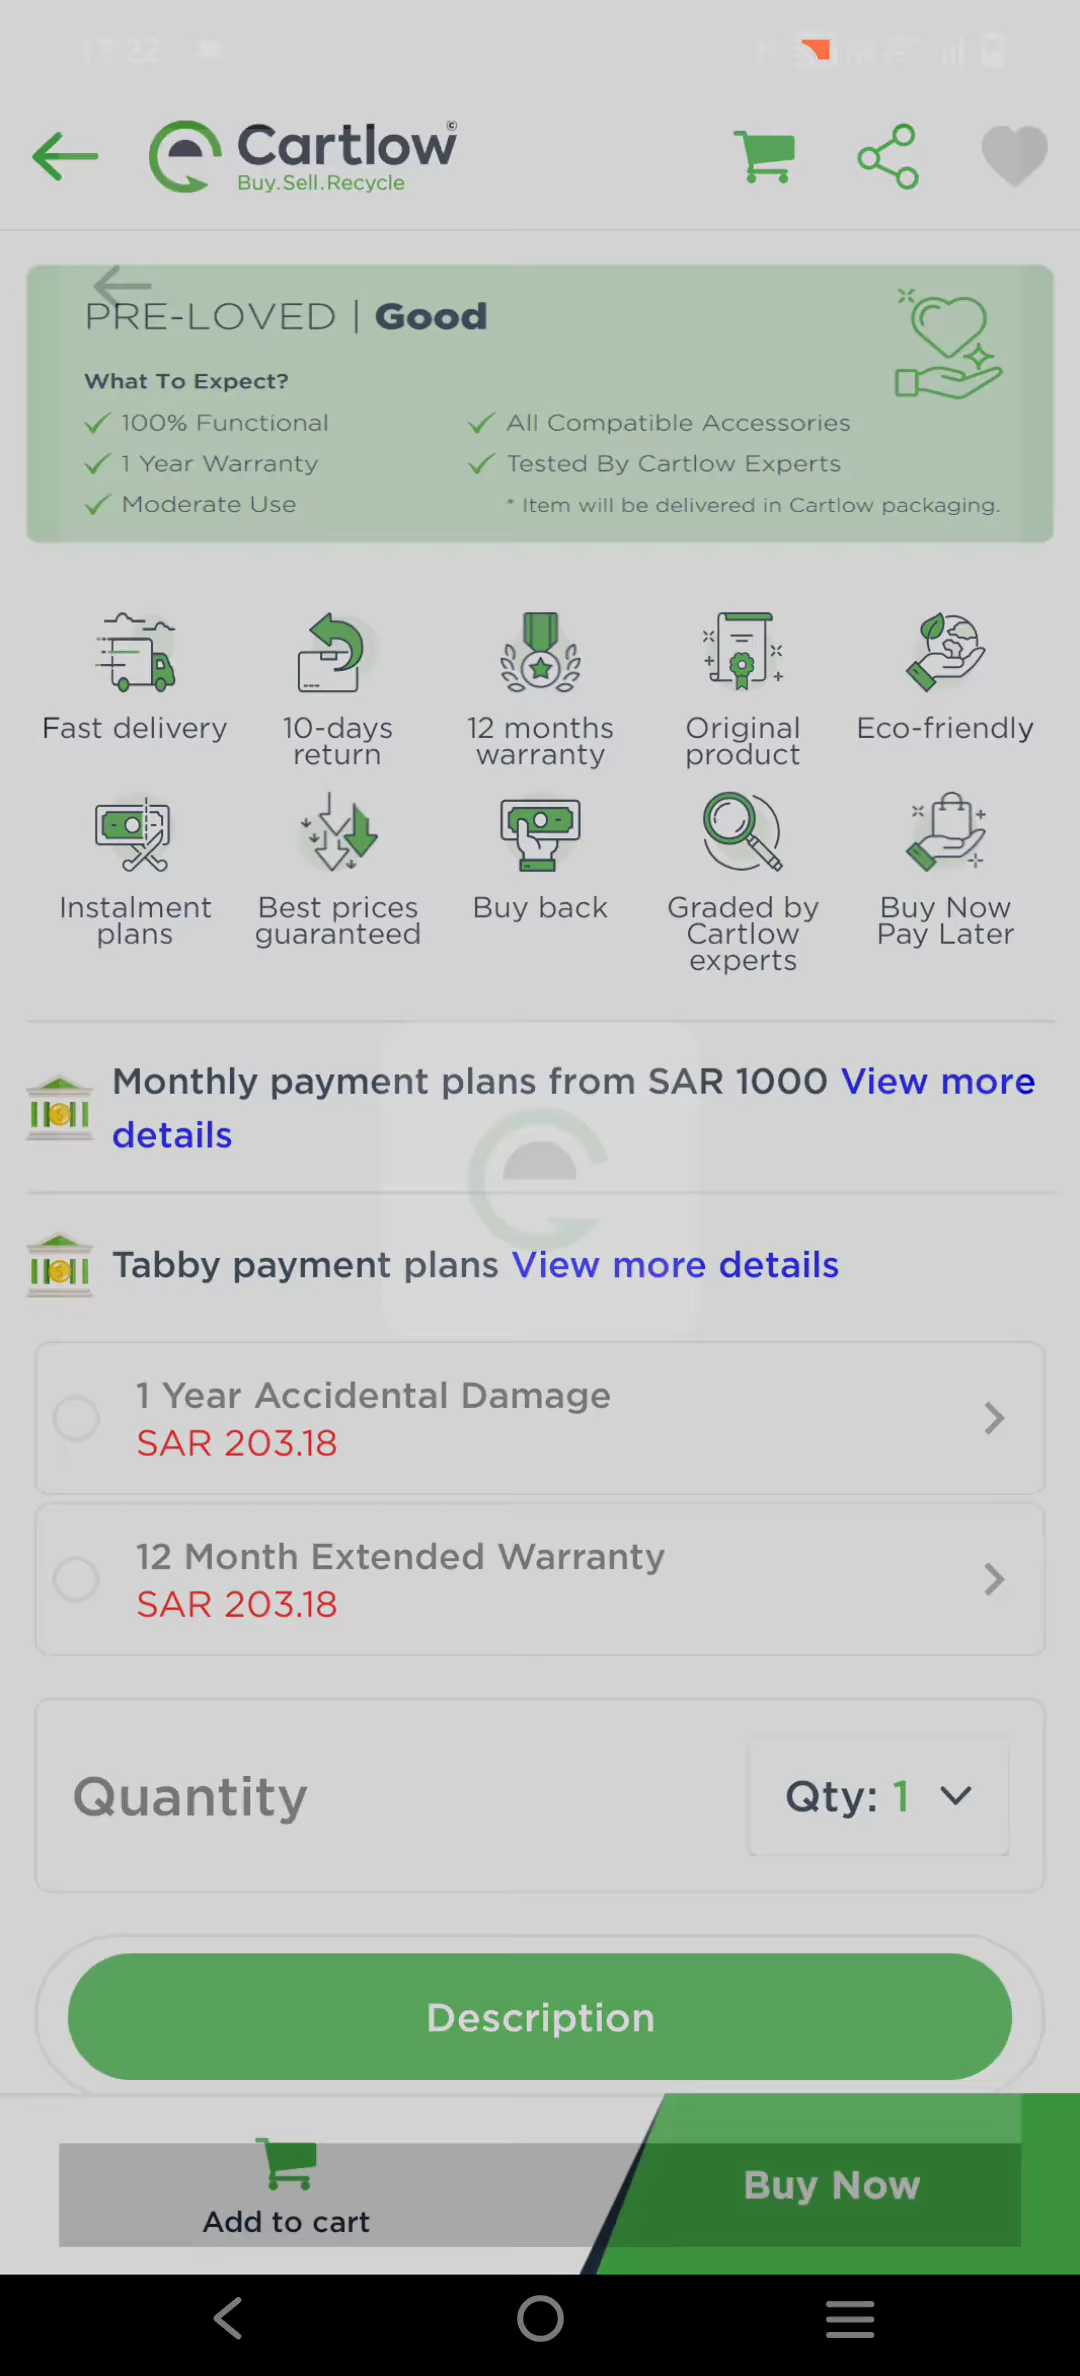 Cartlow©
Buy.Sell.Recycle
PRE-LOVED | Good
What To Expect?
100% Functional
All Compatible Accessories
1 Year Warranty
Tested By Cartlow Experts
Moderate Use
* Item will be delivered in Cartlow packaging.
Fast delivery
10-days
return
12 months
warranty
Original
product
Eco-friendly
Instalment
plans
Best prices
guaranteed
Buy back
Graded by
Cartlow
experts
Buy Now
Pay Later
Monthly payment plans from SAR 1000 View more
details
Tabby payment plans View more details
1 Year Accidental Damage
SAR 203.18
12 Month Extended Warranty
SAR 203.18
Quantity
Qty: 1
Description
Add to cart
Buy Now